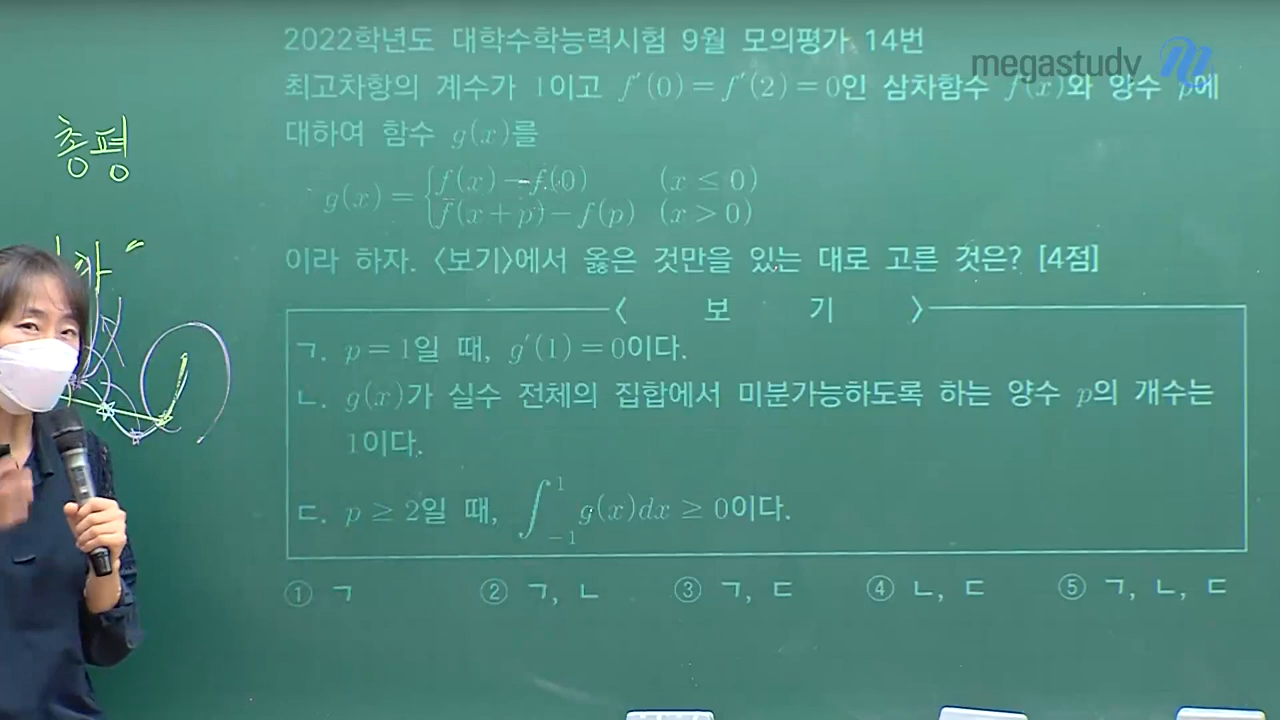 2022학년도 대학수학능력시험 9월 모의평가 14번
megastudy
최고차항의 계수가 1이고 f′(0)=f′(2)=0인 삼차함수 f(x)와 양수 p에
대하여 함수 g(x)를
총평
g(x)= { f(x)-f(0) (x≤0)
f(x+p)-f(p) (x>0)
이라 하자. <보기>에서 옳은 것만을 있는 대로 고른 것은? [4점]
< 보 기 >
ㄱ. p=1일 때, g′(1)=0이다.
ㄴ. g(x)가 실수 전체의 집합에서 미분가능하도록 하는 양수 p의 개수는
1이다.
ㄷ. p≥2일 때, ∫_{-1}^{1} g(x)dx≥0이다.
① ㄱ ② ㄱ, ㄴ ③ ㄱ, ㄷ ④ ㄴ, ㄷ ⑤ ㄱ, ㄴ, ㄷ